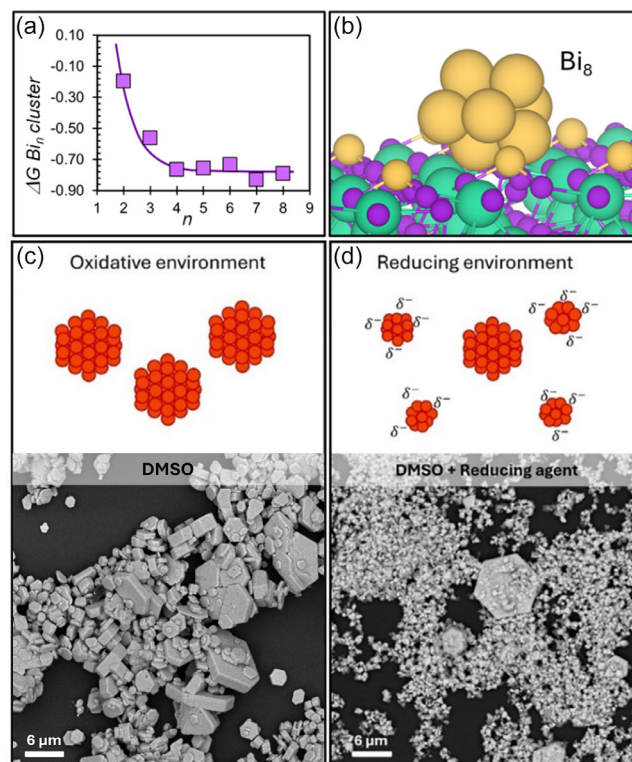 (a)
0.10
-0.10
-0.30
-0.50
-0.70
-0.90
ΔG Biₙ cluster
1 2 3 4 5 6 7 8 9
n
(b)
Bi₈
(c)
Oxidative environment
DMSO
6 μm
(d)
Reducing environment
δ⁻
δ⁻ δ⁻
δ⁻
δ⁻
δ⁻ δ⁻
δ⁻
δ⁻
δ⁻
δ⁻
δ⁻
δ⁻
δ⁻
DMSO + Reducing agent
6 μm